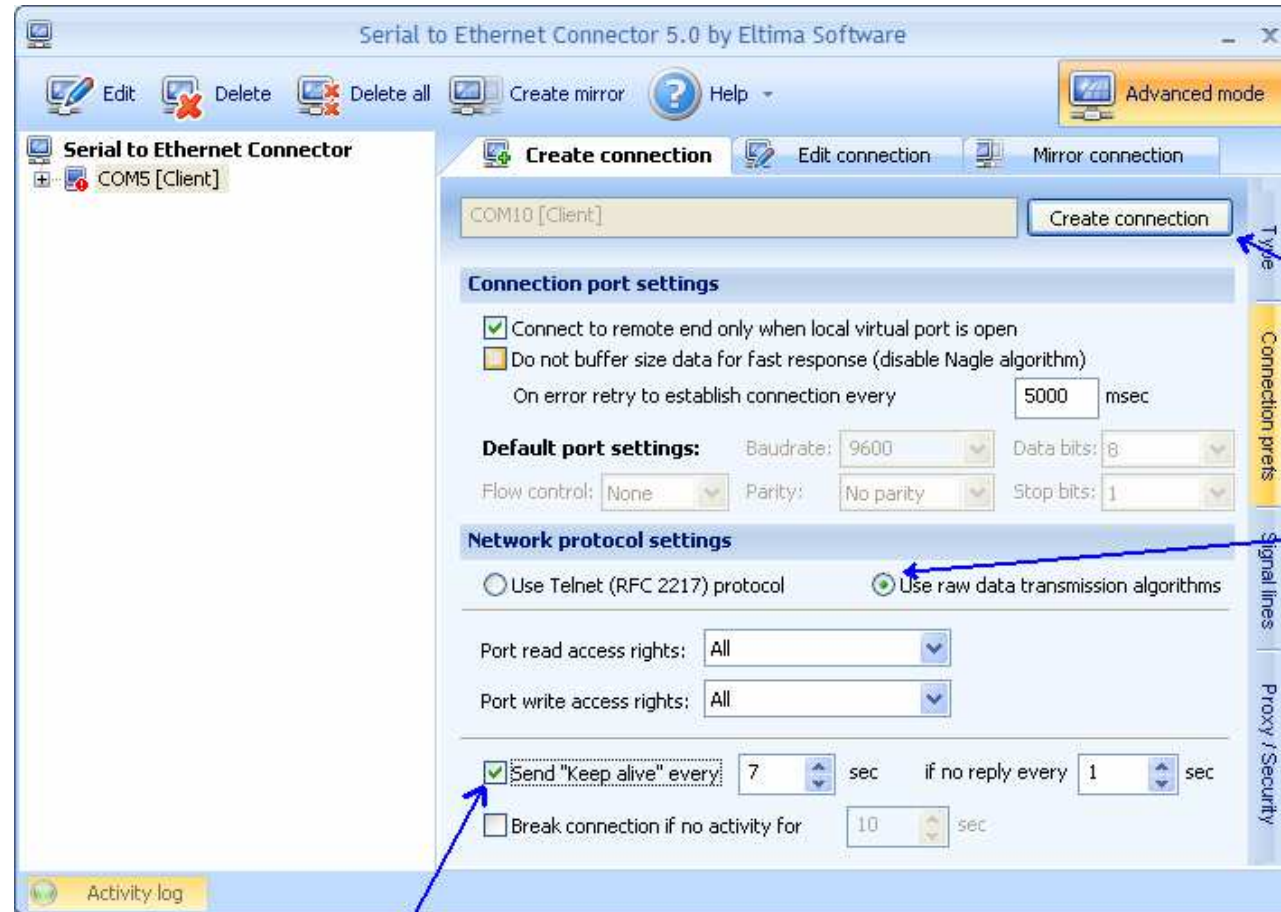 Serial to Ethernet Connector 5.0 by Eltima Software
Edit Delete Delete all Create mirror Help Advanced mode
Serial to Ethernet Connector
COM5 [Client]
Create connection Edit connection Mirror connection
COM10 [Client] Create connection
Connection port settings
Connect to remote end only when local virtual port is open
Do not buffer size data for fast response (disable Nagle algorithm)
On error retry to establish connection every 5000 msec
Default port settings: Baudrate: 9600 Data bits: 8
Flow control: None Parity: No parity Stop bits: 1
Network protocol settings
Use Telnet (RFC 2217) protocol Use raw data transmission algorithms
Port read access rights: All
Port write access rights: All
Send "Keep alive" every 7 sec if no reply every 1 sec
Break connection if no activity for 10 sec
Type
Connection prefs
Signal lines
Proxy / Security
Activity log